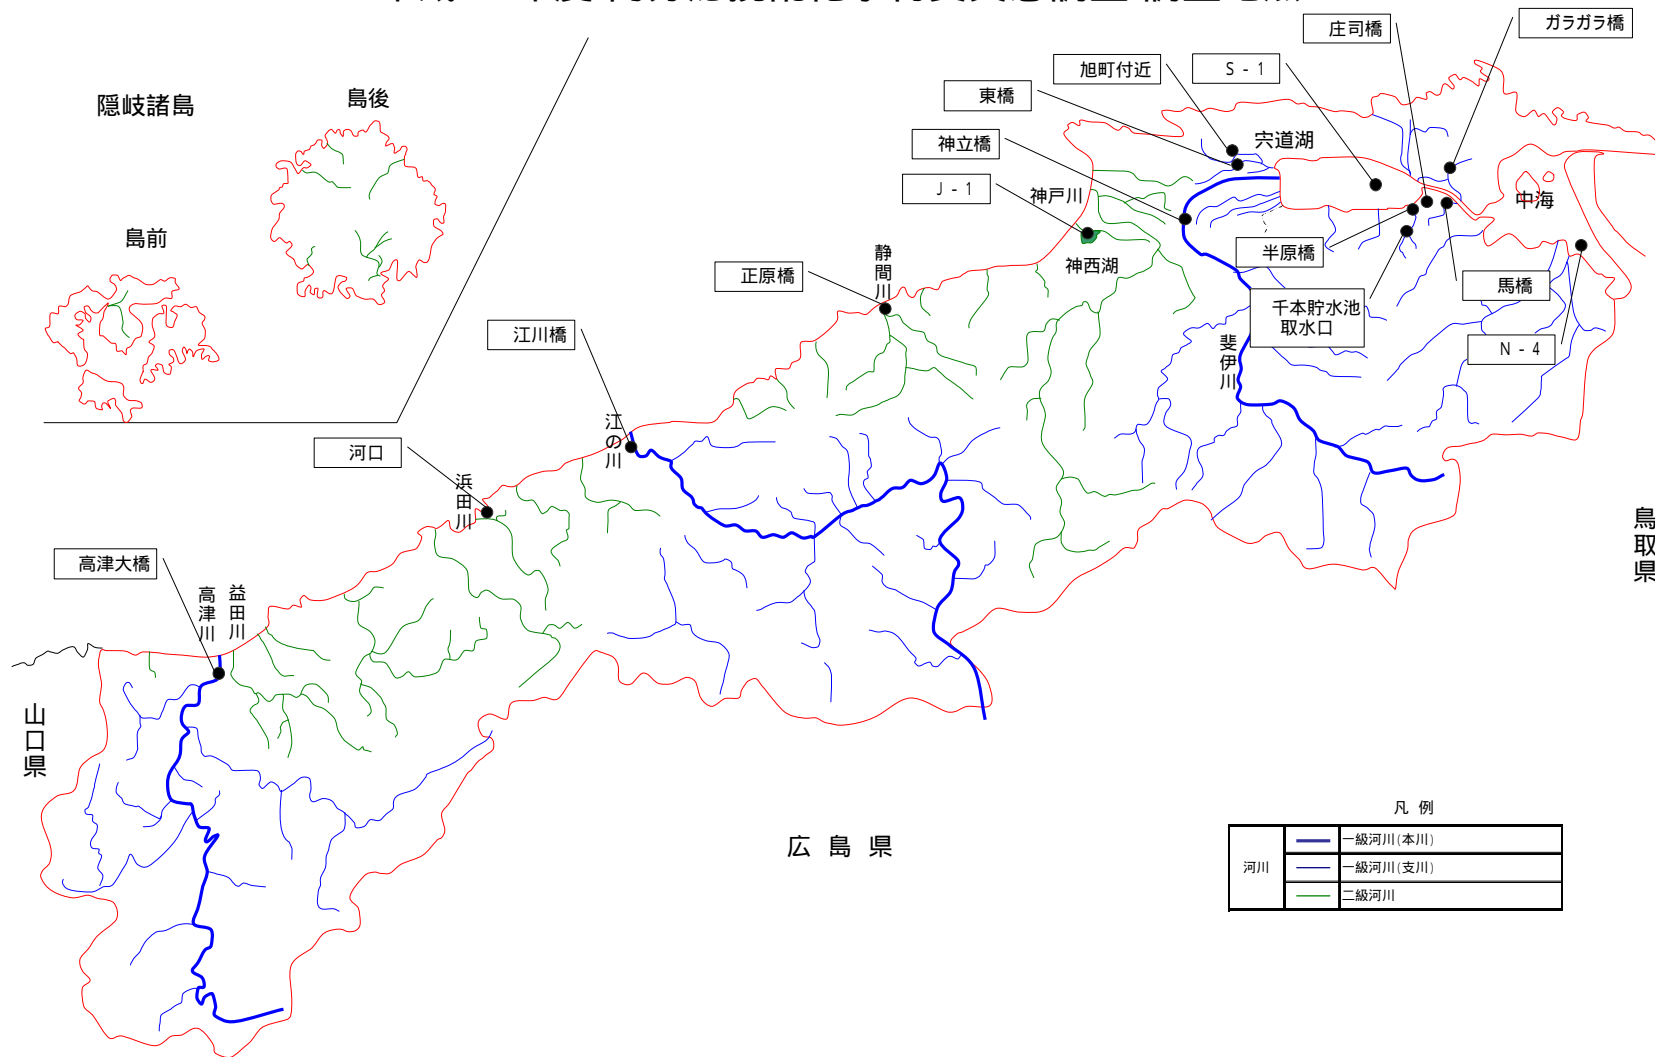 隠岐諸島
島後
島前
庄司橋
ガラガラ橋
旭町付近
S - 1
東橋
宍道湖
神立橋
J - 1
神戸川
中海
神西湖
半原橋
静間川
正原橋
馬橋
千本貯水池
取水口
江川橋
斐伊川
N - 4
江の川
河口
浜田川
鳥取県
高津大橋
益田川
高津川
山口県
広島県
凡 例
河川
一級河川(本川)
一級河川(支川)
二級河川